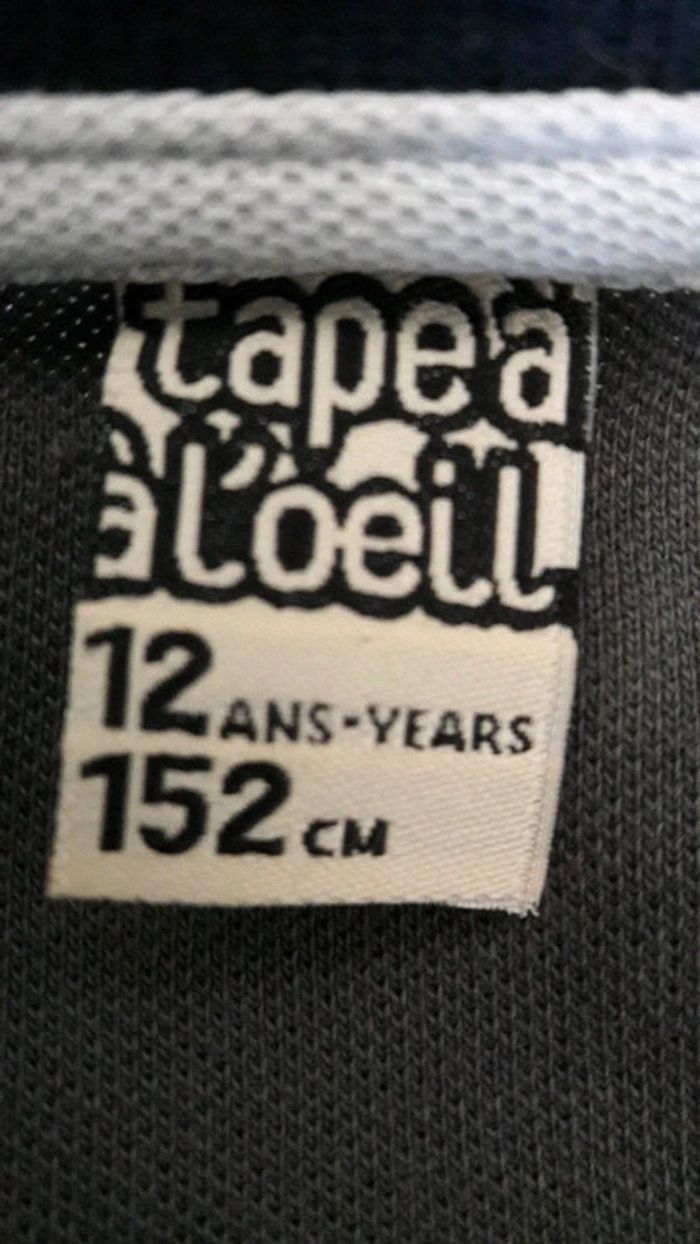 tape à
a l'oeil
12 ANS-YEARS
152 CM